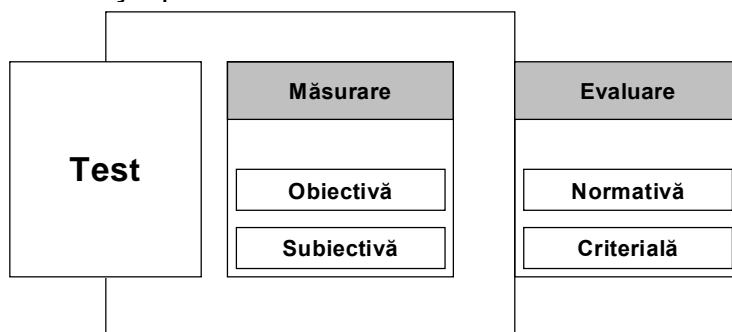 Măsurare
Evaluare
Test
Obiectivă
Normativă
Subiectivă
Criterială